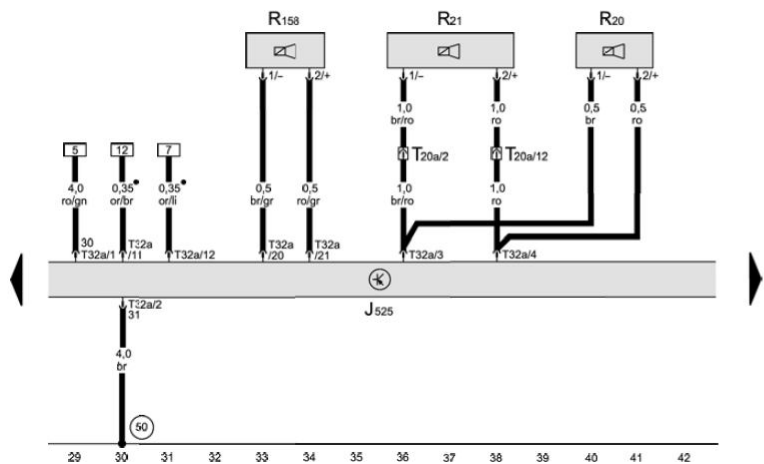 R158 R21 R20
1/– 2/+ 1/– 2/+ 1/– 2/+
1,0 1,0 0,5 0,5
br/ro ro br ro
5 12 7
T20a/2 T20a/12
4,0 0,35* 0,35* 0,5 0,5 1,0 1,0
ro/gn or/br or/li br/gr ro/gr br/ro ro
30 T32a T32a T32a
T32a/1 /11 T32a/12 /20 /21 T32a/3 T32a/4
J525
T32a/2
31
4,0
br
50
29 30 31 32 33 34 35 36 37 38 39 40 41 42